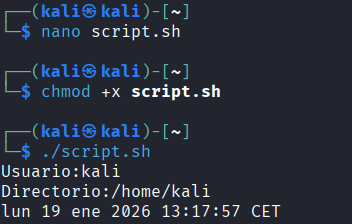 ┌──(kali㉿kali)-[~]
└─$ nano script.sh
┌──(kali㉿kali)-[~]
└─$ chmod +x script.sh
┌──(kali㉿kali)-[~]
└─$ ./script.sh
Usuario:kali
Directorio:/home/kali
lun 19 ene 2026 13:17:57 CET